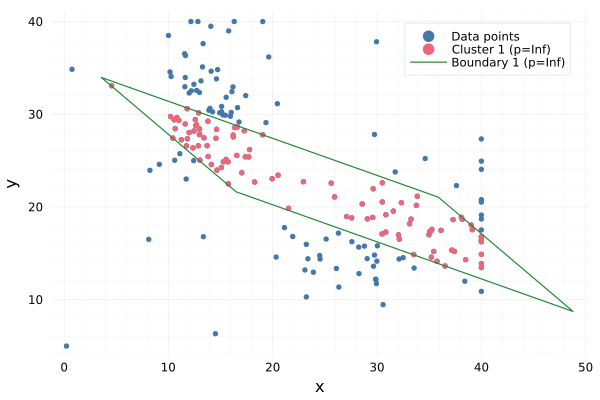 Data points
Cluster 1 (p=Inf)
Boundary 1 (p=Inf)
40
30
20
10
y
0 10 20 30 40 50
x